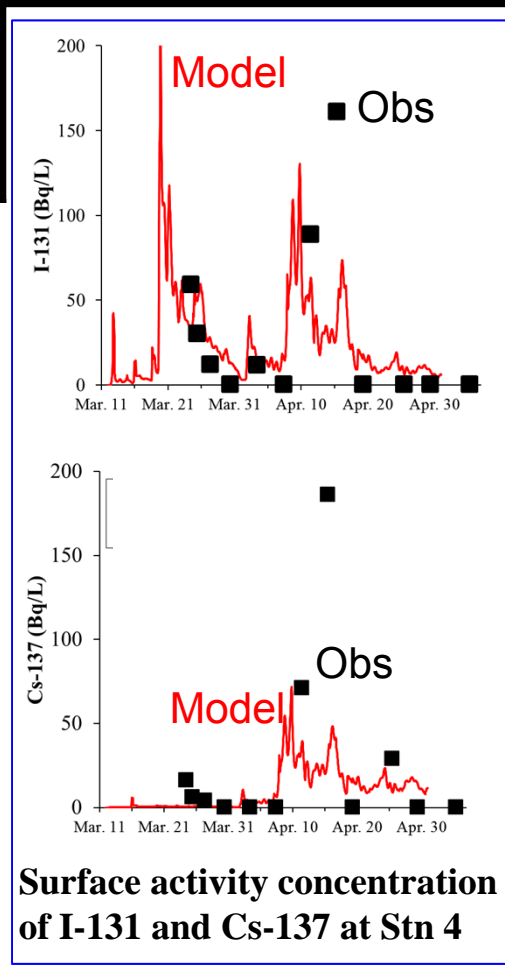 200
Model
Obs
150
I-131 (Bq/L)
100
50
0
Mar. 11 Mar. 21 Mar. 31 Apr. 10 Apr. 20 Apr. 30
200
150
Cs-137 (Bq/L)
100
Obs
Model
50
0
Mar. 11 Mar. 21 Mar. 31 Apr. 10 Apr. 20 Apr. 30
Surface activity concentration
of I-131 and Cs-137 at Stn 4